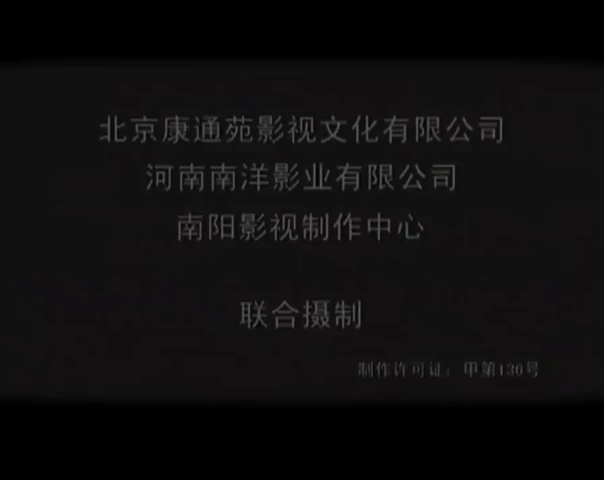 北京康通苑影视文化有限公司
河南南洋影业有限公司
南阳影视制作中心
联合摄制
制作许可证：甲第130号